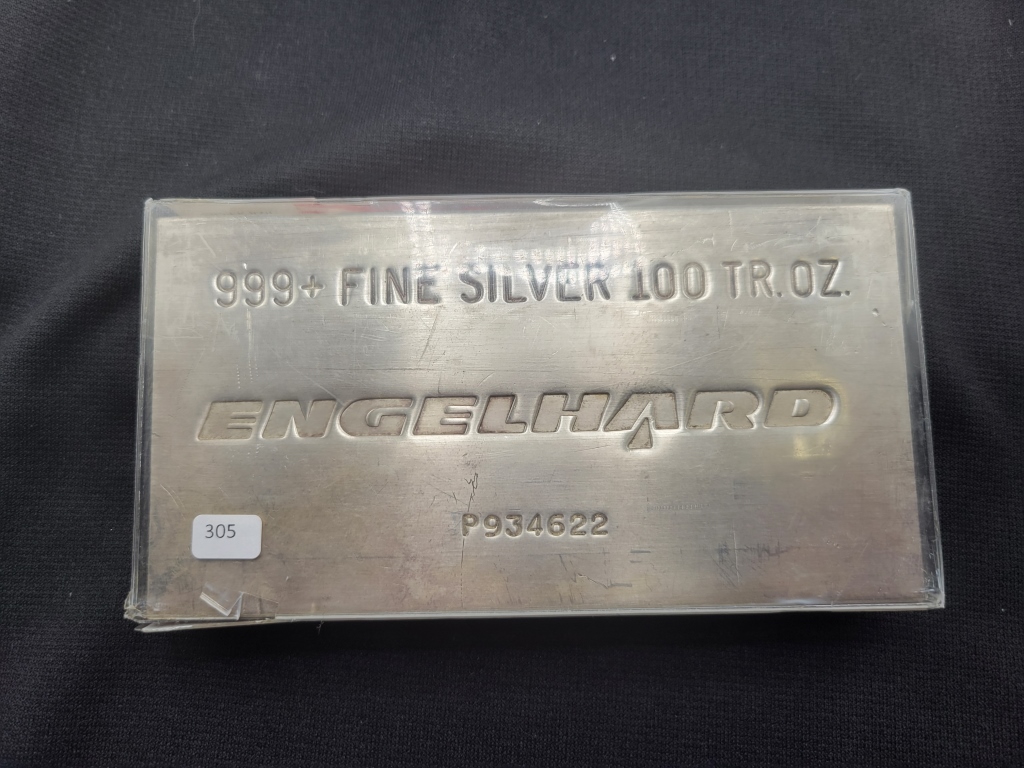 999+ FINE SILVER 100 TR. OZ.
ENGELHARD
P934622
305